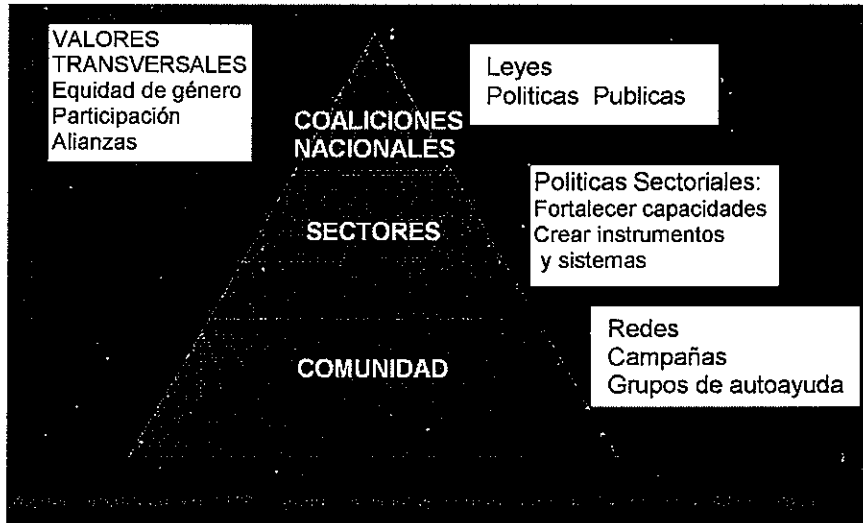 VALORES
TRANSVERSALES
Equidad de género
Participación
Alianzas
Leyes
Politicas Publicas
COALICIONES
NACIONALES
Politicas Sectoriales:
Fortalecer capacidades
Crear instrumentos
y sistemas
SECTORES
Redes
Campañas
Grupos de autoayuda
COMUNIDAD